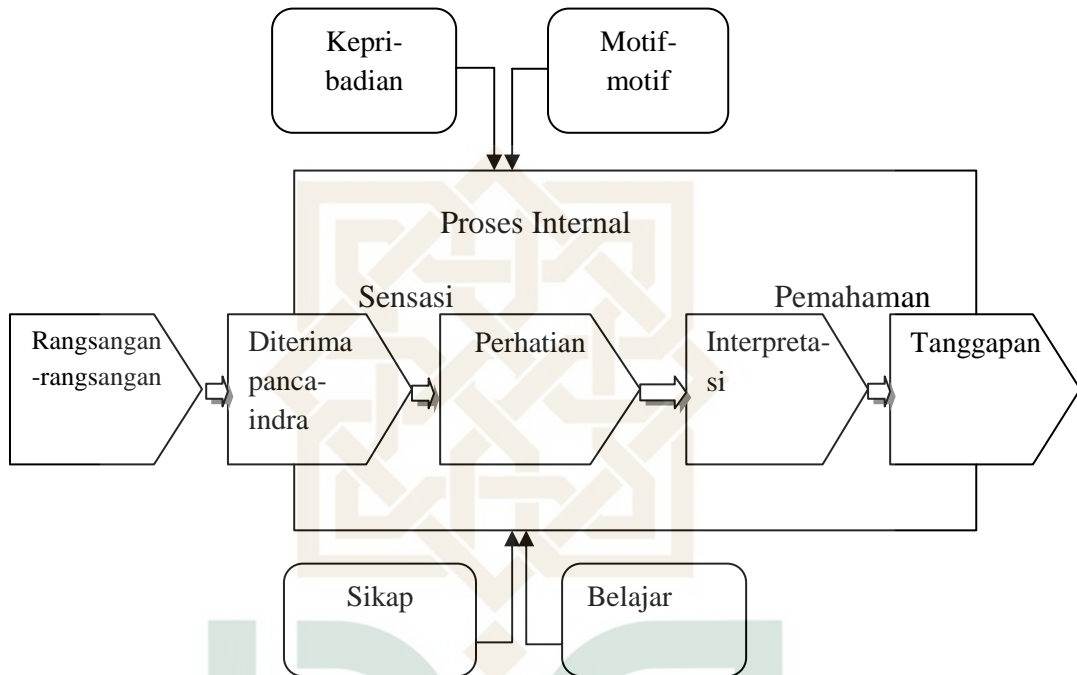 Kepri-
badian
Motif-
motif
Proses Internal
Sensasi
Pemahaman
Rangsangan
-rangsangan
Diterima
panca-
indra
Perhatian
Interpreta-
si
Tanggapan
Sikap
Belajar